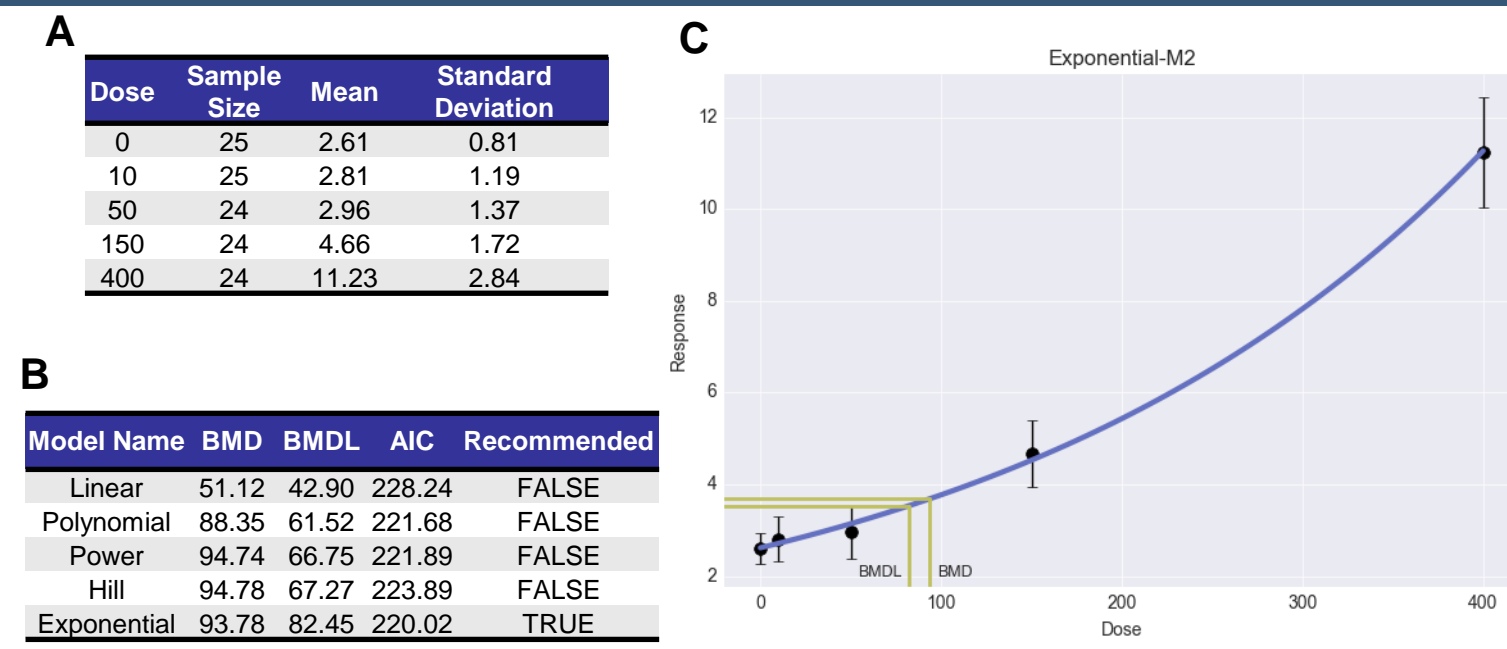 A
Dose Sample Size Mean Standard Deviation
0 25 2.61 0.81
10 25 2.81 1.19
50 24 2.96 1.37
150 24 4.66 1.72
400 24 11.23 2.84
B
Model Name BMD BMDL AIC Recommended
Linear 51.12 42.90 228.24 FALSE
Polynomial 88.35 61.52 221.68 FALSE
Power 94.74 66.75 221.89 FALSE
Hill 94.78 67.27 223.89 FALSE
Exponential 93.78 82.45 220.02 TRUE
C
Exponential-M2
Response
12
10
8
6
4
2
BMDL BMD
0 100 200 300 400
Dose